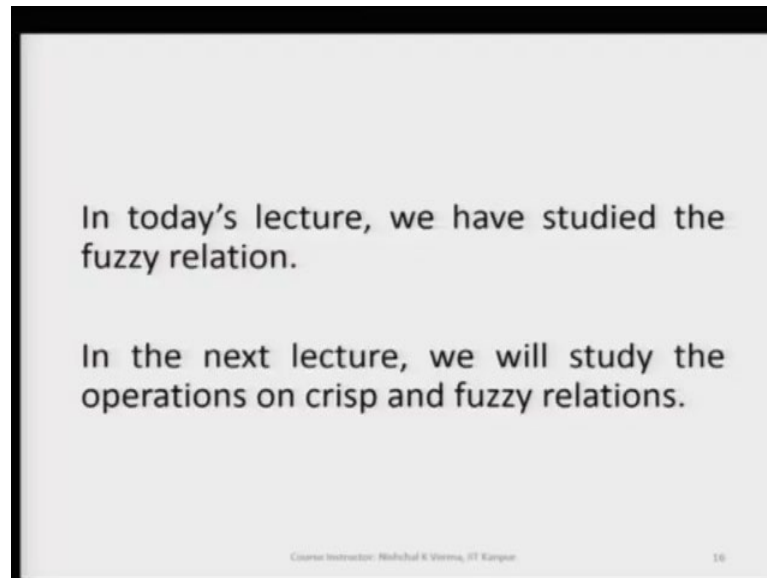 In today's lecture, we have studied the
fuzzy relation.
In the next lecture, we will study the
operations on crisp and fuzzy relations.
Course Instructor: Nishchal K Verma, IIT Kanpur
16